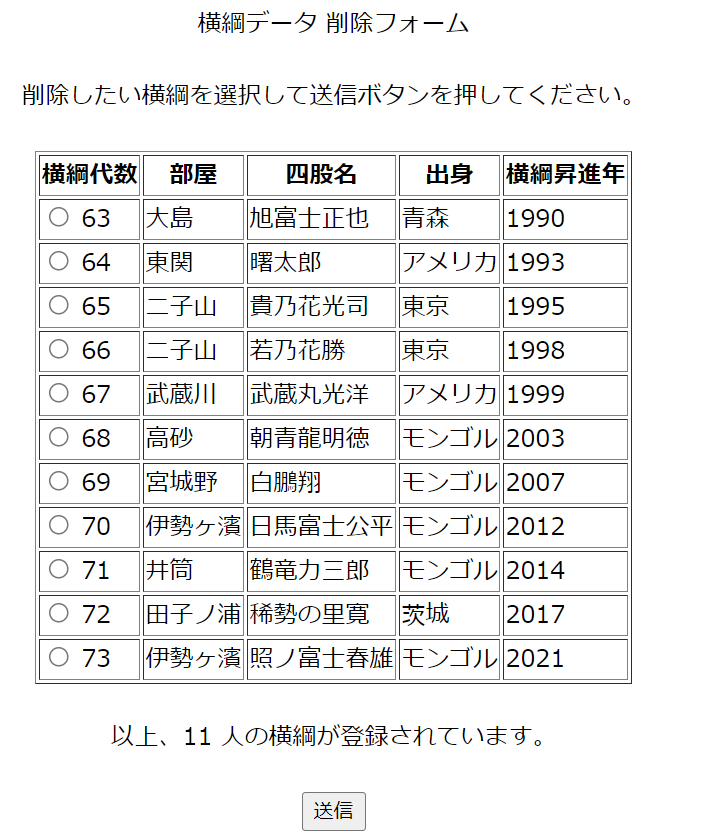 横綱データ 削除フォーム
削除したい横綱を選択して送信ボタンを押してください。
横綱代数 部屋 四股名 出身 横綱昇進年
63 大島 旭富士正也 青森 1990
64 東関 曙太郎 アメリカ 1993
65 二子山 貴乃花光司 東京 1995
66 二子山 若乃花勝 東京 1998
67 武蔵川 武蔵丸光洋 アメリカ 1999
68 高砂 朝青龍明徳 モンゴル 2003
69 宮城野 白鵬翔 モンゴル 2007
70 伊勢ヶ濱 日馬富士公平 モンゴル 2012
71 井筒 鶴竜力三郎 モンゴル 2014
72 田子ノ浦 稀勢の里寛 茨城 2017
73 伊勢ヶ濱 照ノ富士春雄 モンゴル 2021
以上、11 人の横綱が登録されています。
送信